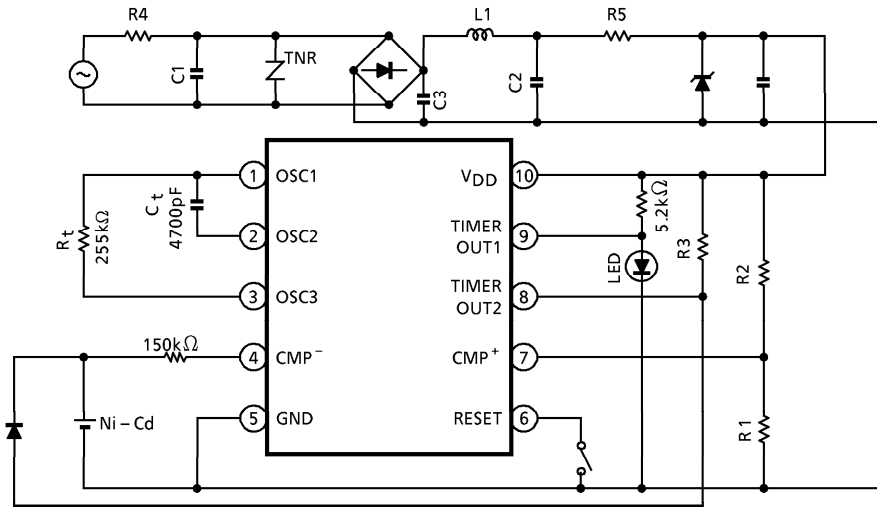 R4
C1
TNR
C3
L1
C2
R5
1 OSC1
2 OSC2
3 OSC3
4 CMP⁻
5 GND
VDD 10
TIMER OUT1 9
TIMER OUT2 8
CMP⁺ 7
RESET 6
Rt
255kΩ
Ct
4700pF
150kΩ
Ni – Cd
5.2kΩ
LED
R3
R2
R1